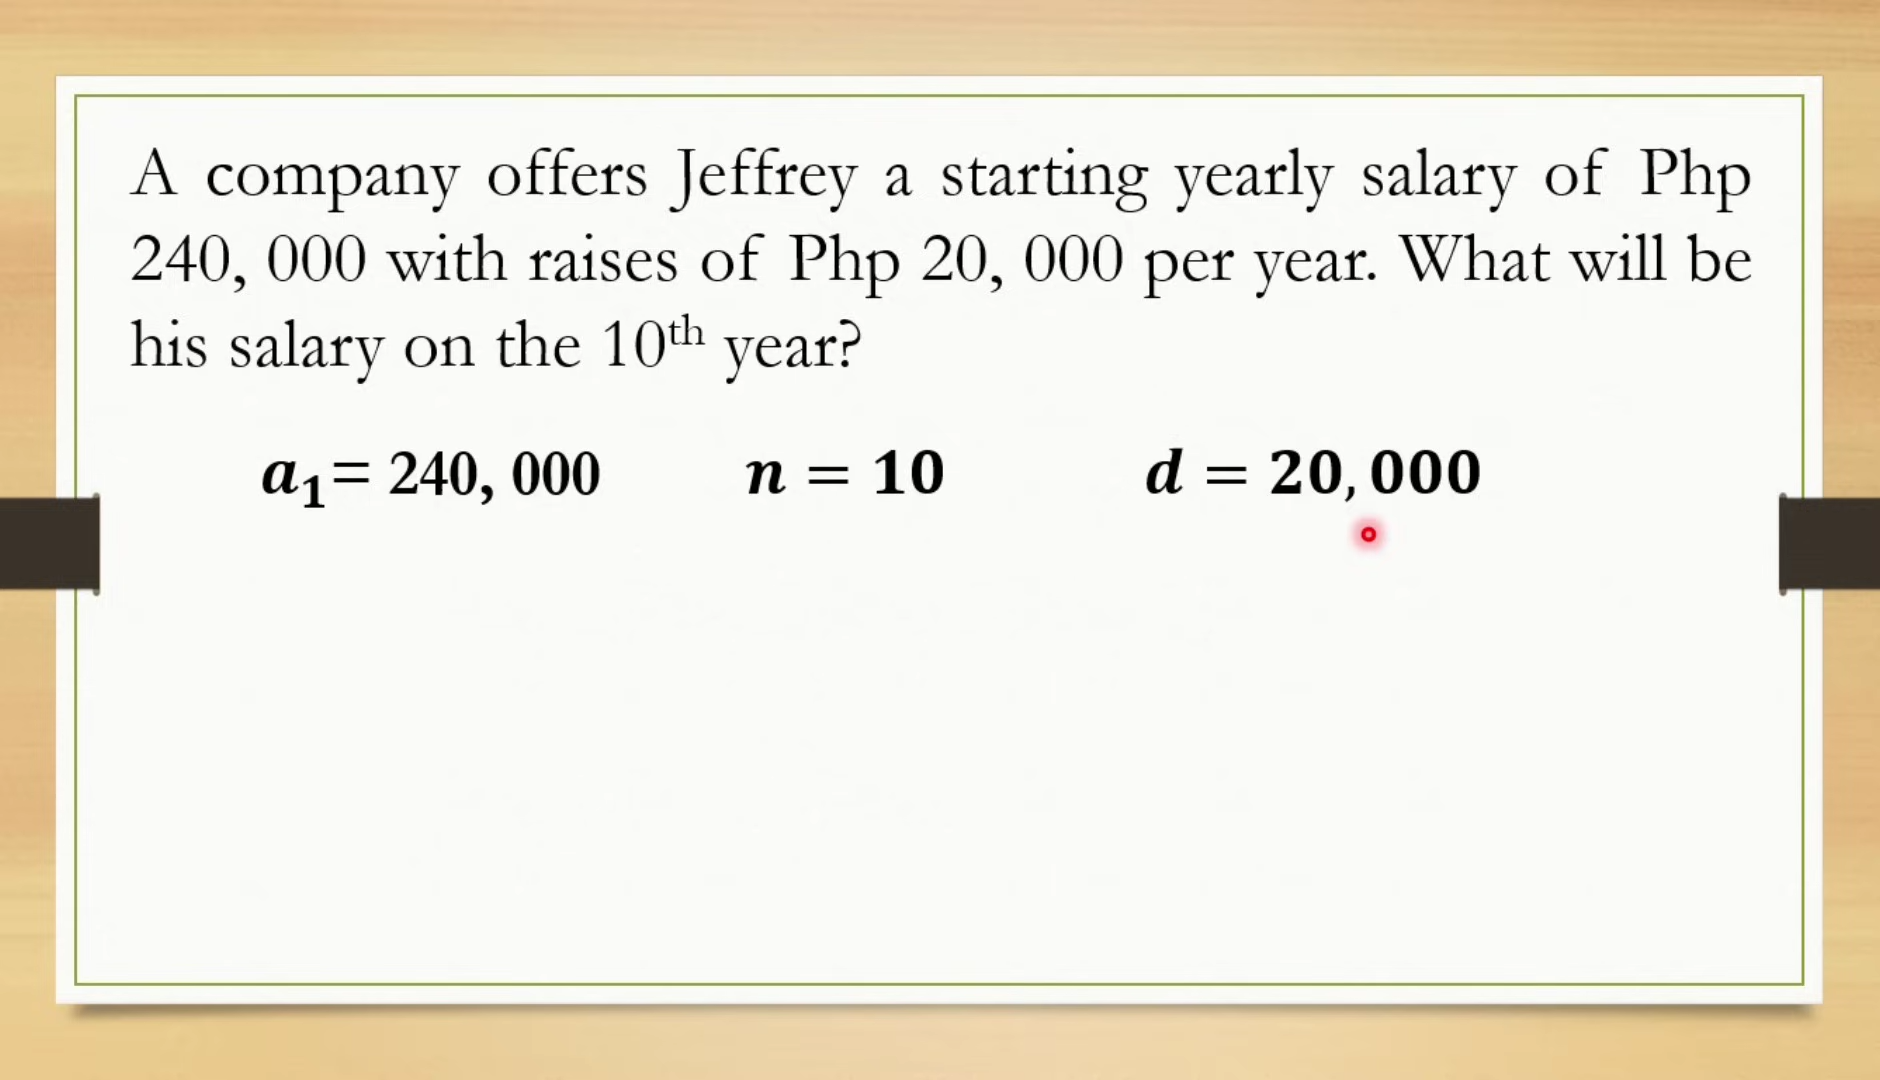 A company offers Jeffrey a starting yearly salary of Php
240, 000 with raises of Php 20, 000 per year. What will be
his salary on the 10th year?
a₁= 240, 000 n = 10 d = 20,000